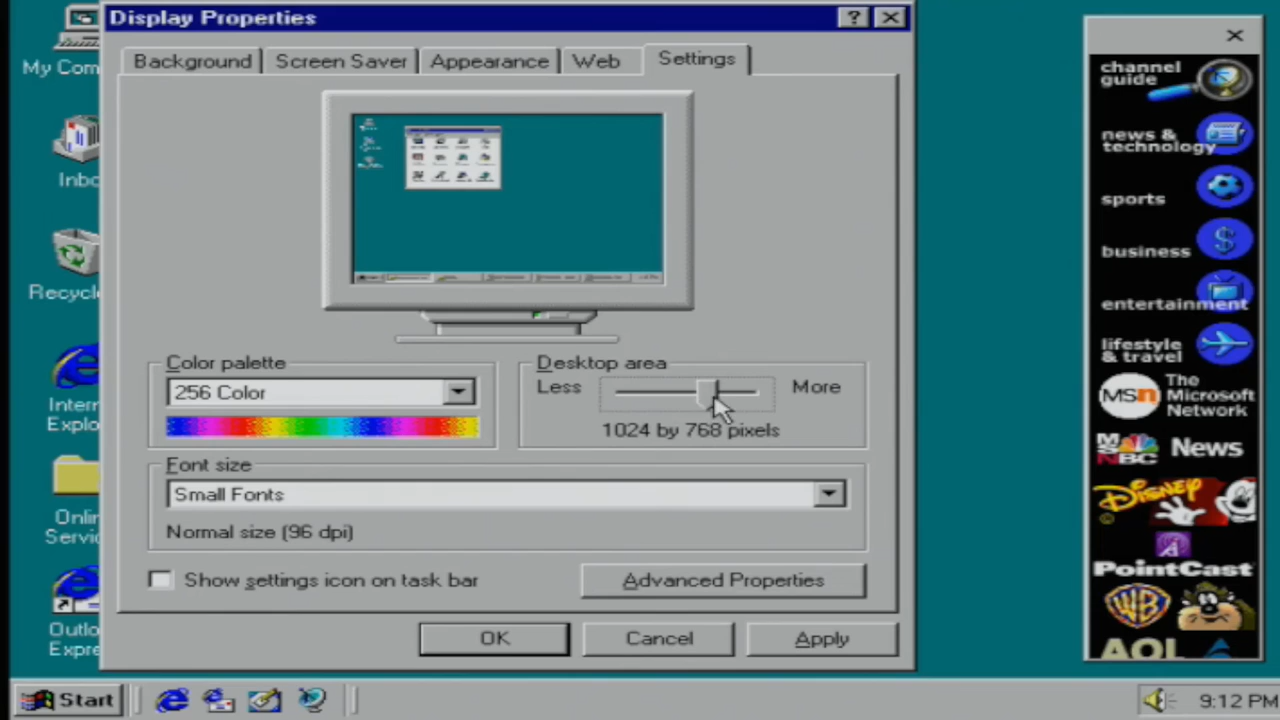 Display Properties
My Com
Inbo
Recycle
Intern
Explo
Onlin
Servic
Outlo
Expre
Background
Screen Saver
Appearance
Web
Settings
Color palette
256 Color
Desktop area
Less
More
1024 by 768 pixels
Font size
Small Fonts
Normal size (96 dpi)
Show settings icon on task bar
Advanced Properties
OK
Cancel
Apply
channel
guide
news &
technology
sports
business
entertainment
lifestyle
& travel
MSn The
Microsoft
Network
MSNBC News
Disney
PointCast
WB
AOL
Start
9:12 PM